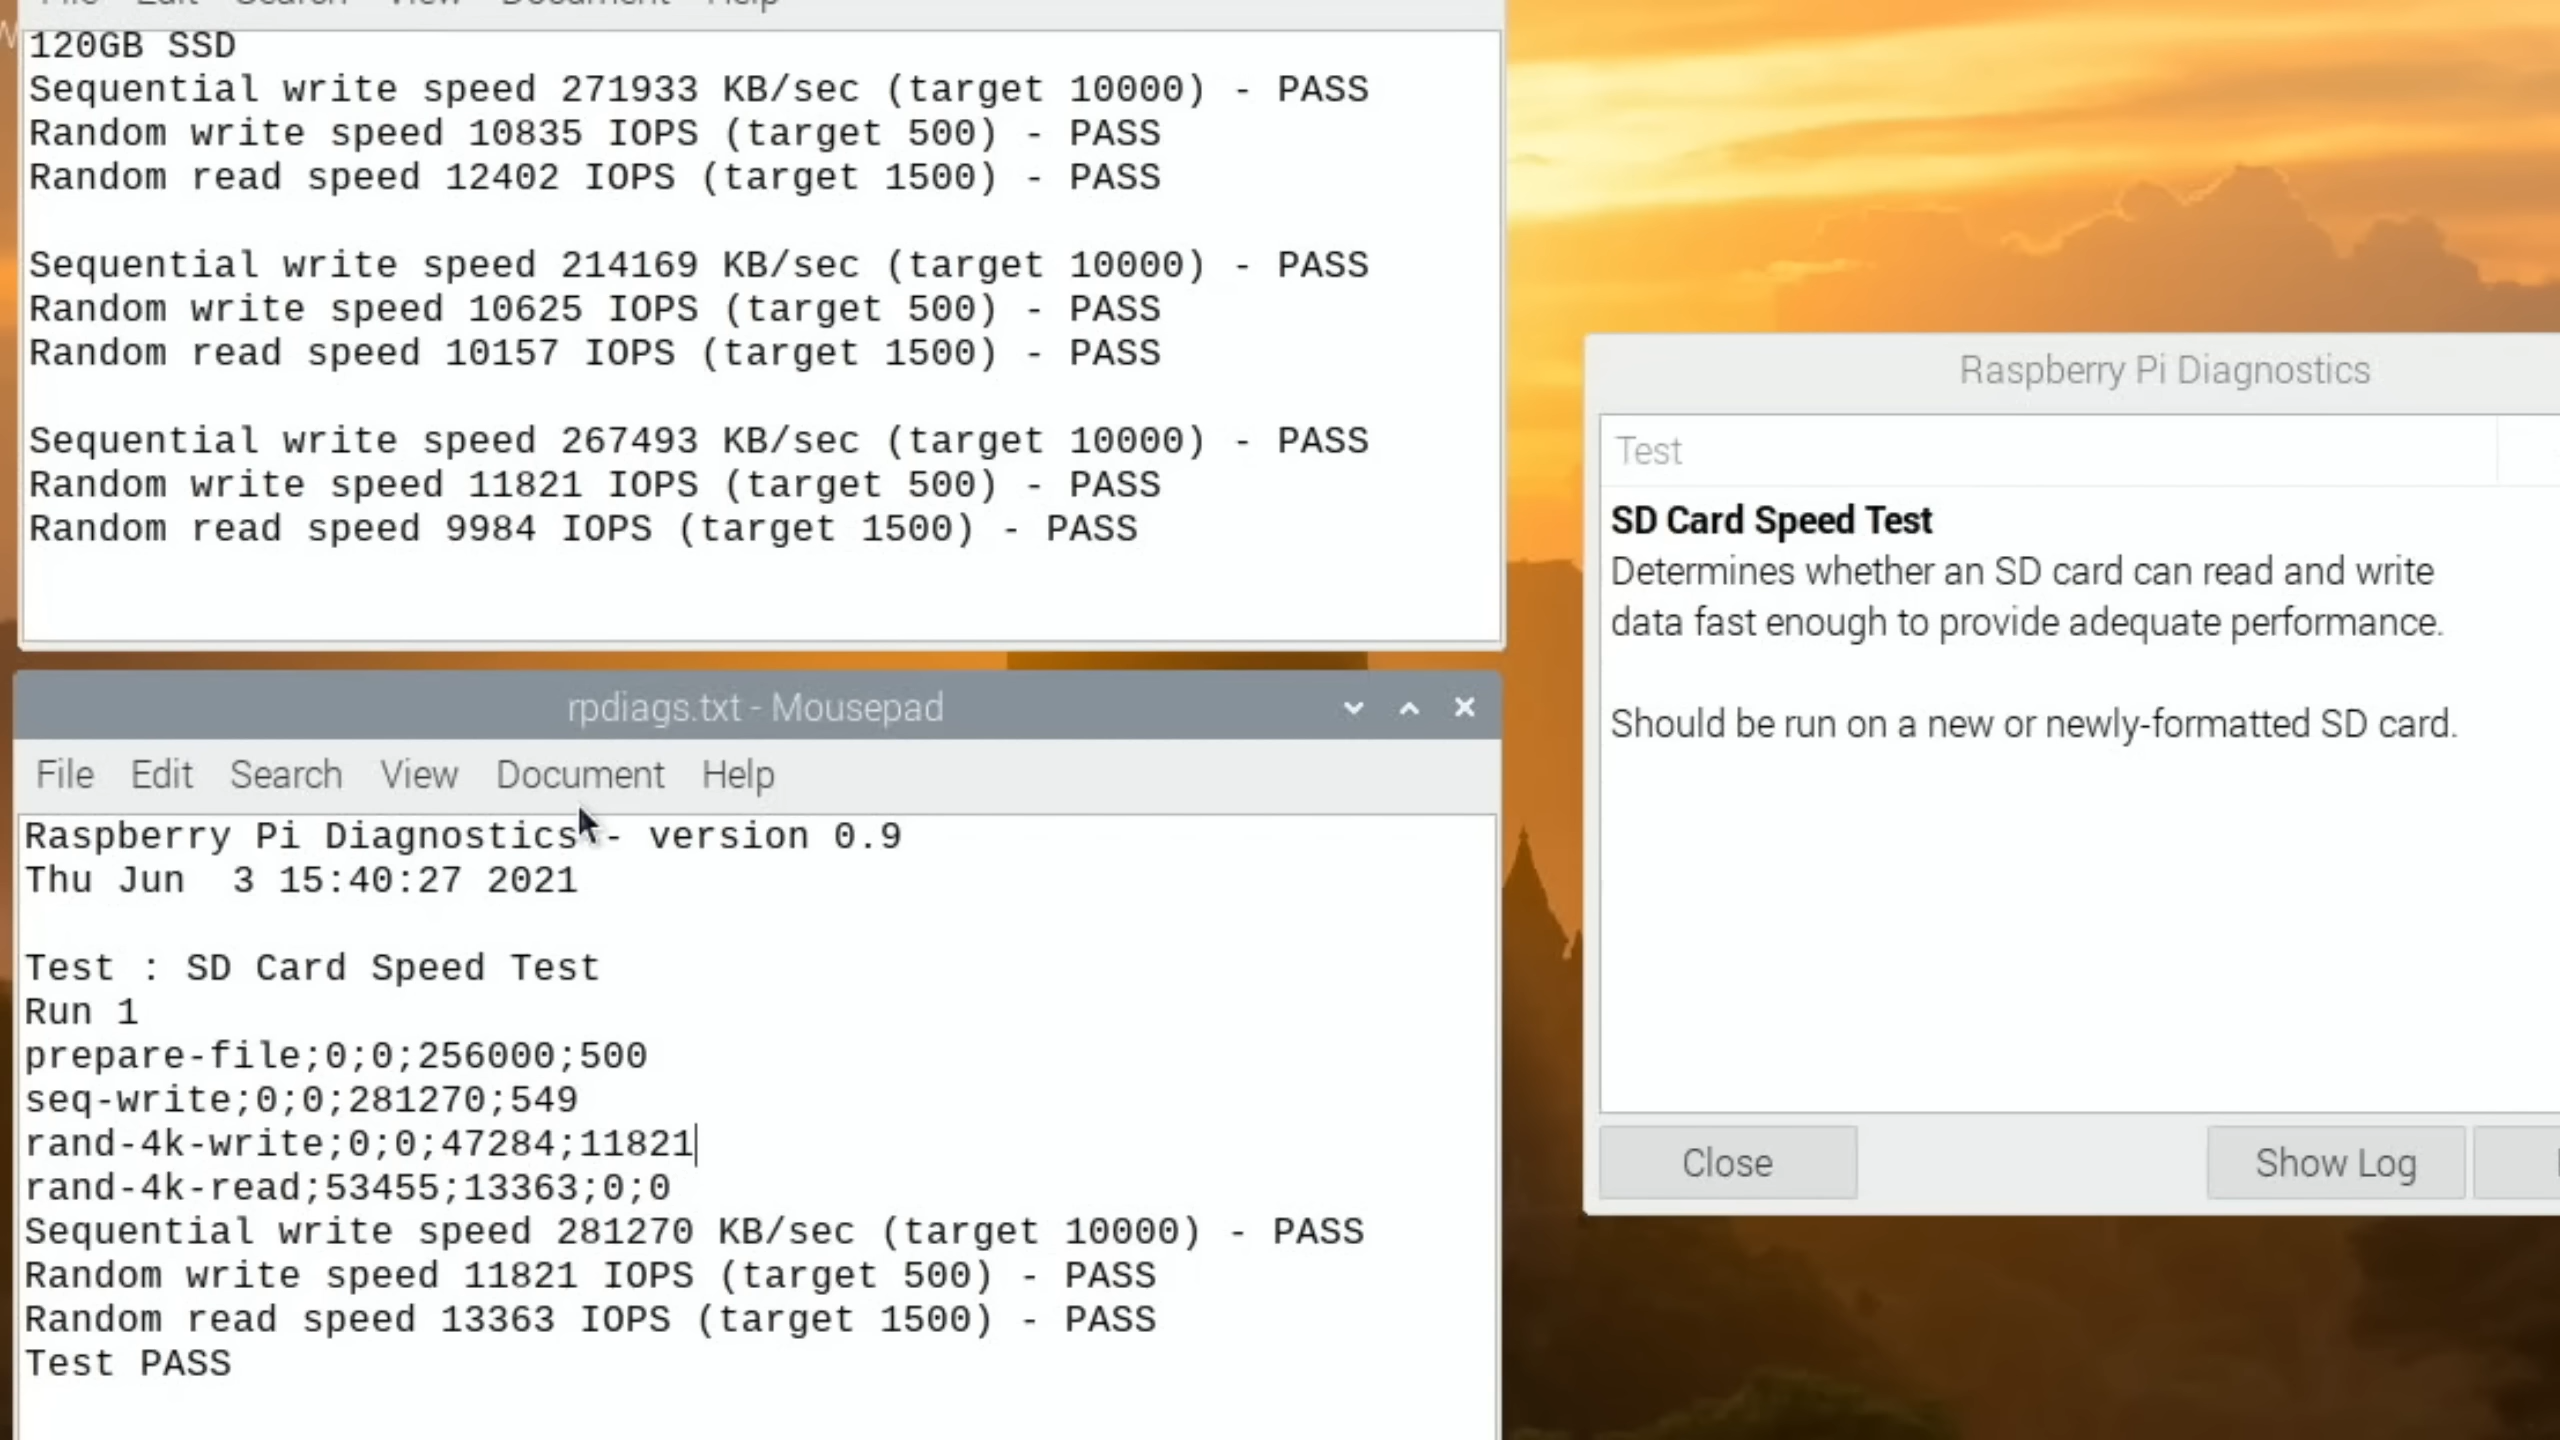 File Edit Search View Document Help
120GB SSD
Sequential write speed 271933 KB/sec (target 10000) - PASS
Random write speed 10835 IOPS (target 500) - PASS
Random read speed 12402 IOPS (target 1500) - PASS
Sequential write speed 214169 KB/sec (target 10000) - PASS
Random write speed 10625 IOPS (target 500) - PASS
Random read speed 10157 IOPS (target 1500) - PASS
Sequential write speed 267493 KB/sec (target 10000) - PASS
Random write speed 11821 IOPS (target 500) - PASS
Random read speed 9984 IOPS (target 1500) - PASS
rpdiags.txt - Mousepad
File Edit Search View Document Help
Raspberry Pi Diagnostics - version 0.9
Thu Jun  3 15:40:27 2021
Test : SD Card Speed Test
Run 1
prepare-file;0;0;256000;500
seq-write;0;0;281270;549
rand-4k-write;0;0;47284;11821
rand-4k-read;53455;13363;0;0
Sequential write speed 281270 KB/sec (target 10000) - PASS
Random write speed 11821 IOPS (target 500) - PASS
Random read speed 13363 IOPS (target 1500) - PASS
Test PASS
Raspberry Pi Diagnostics
Test
SD Card Speed Test
Determines whether an SD card can read and write
data fast enough to provide adequate performance.
Should be run on a new or newly-formatted SD card.
Close
Show Log